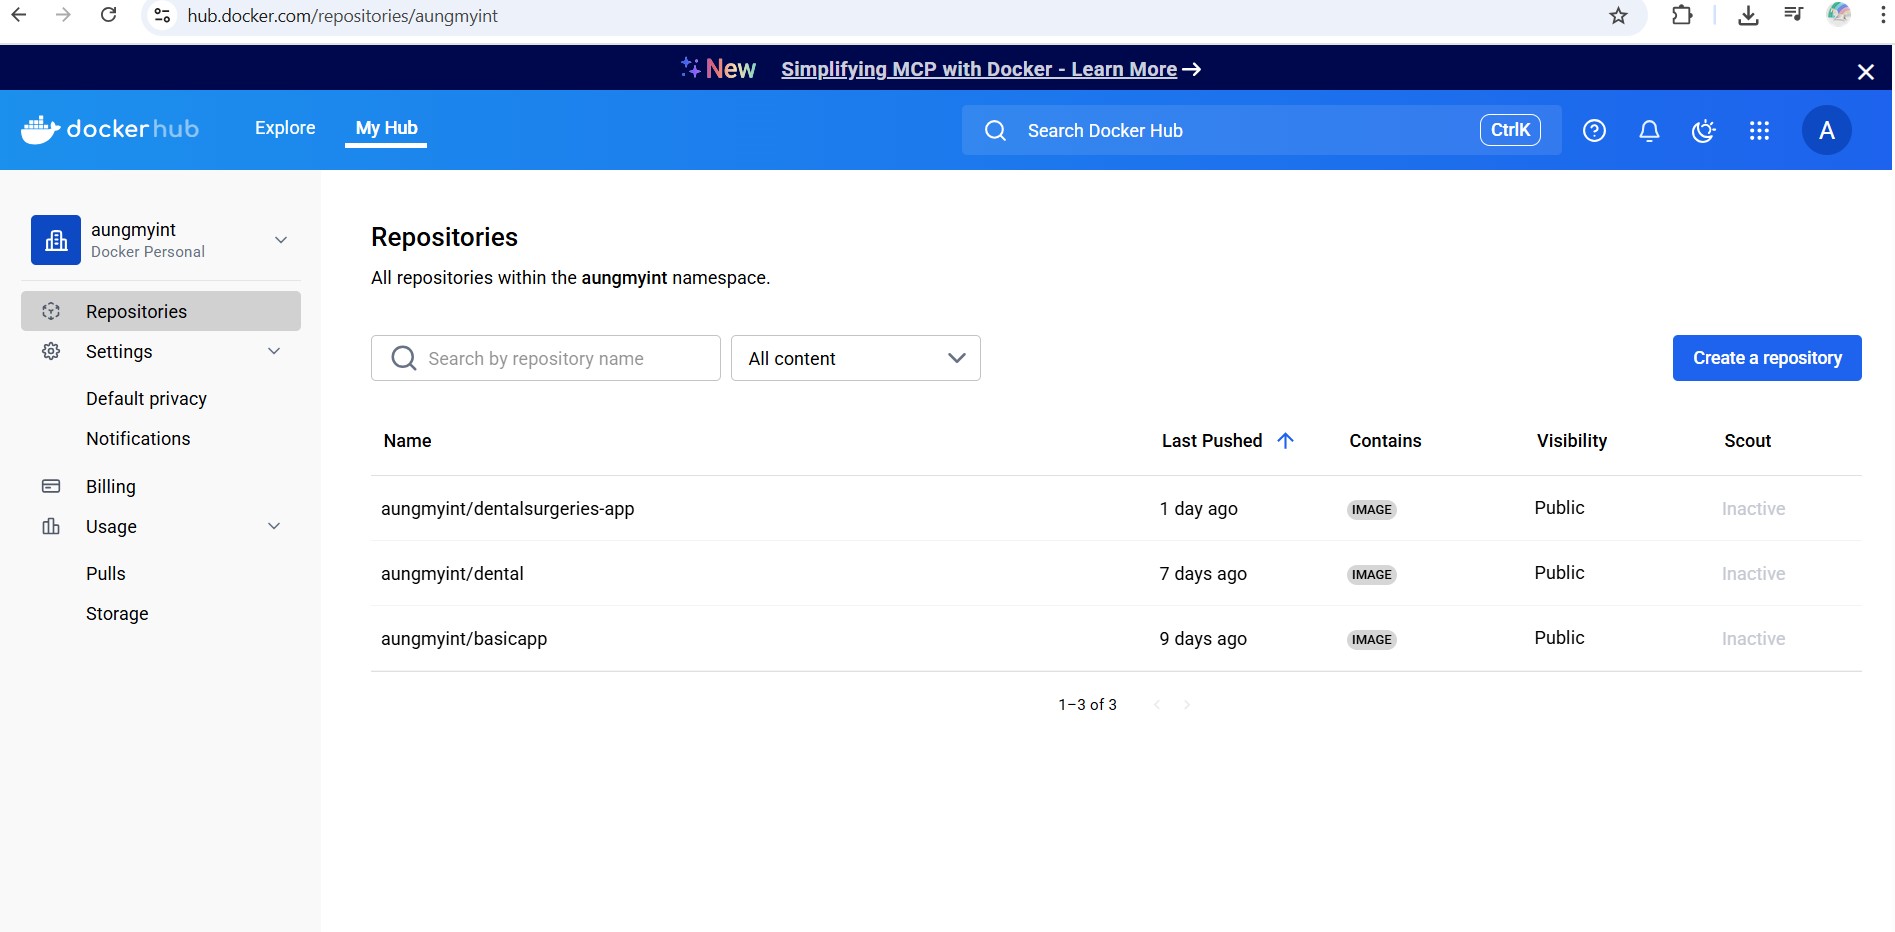 hub.docker.com/repositories/aungmyint
New Simplifying MCP with Docker - Learn More
docker hub Explore My Hub Search Docker Hub CtrlK A
aungmyint
Docker Personal
Repositories
Settings
Default privacy
Notifications
Billing
Usage
Pulls
Storage
Repositories
All repositories within the aungmyint namespace.
Search by repository name All content Create a repository
Name Last Pushed Contains Visibility Scout
aungmyint/dentalsurgeries-app 1 day ago IMAGE Public Inactive
aungmyint/dental 7 days ago IMAGE Public Inactive
aungmyint/basicapp 9 days ago IMAGE Public Inactive
1–3 of 3